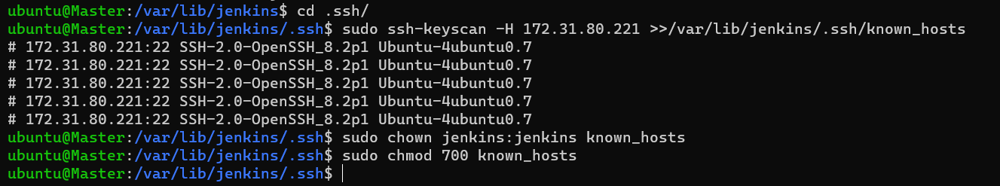 ubuntu@Master:/var/lib/jenkins$ cd .ssh/
ubuntu@Master:/var/lib/jenkins/.ssh$ sudo ssh-keyscan -H 172.31.80.221 >>/var/lib/jenkins/.ssh/known_hosts
# 172.31.80.221:22 SSH-2.0-OpenSSH_8.2p1 Ubuntu-4ubuntu0.7
# 172.31.80.221:22 SSH-2.0-OpenSSH_8.2p1 Ubuntu-4ubuntu0.7
# 172.31.80.221:22 SSH-2.0-OpenSSH_8.2p1 Ubuntu-4ubuntu0.7
# 172.31.80.221:22 SSH-2.0-OpenSSH_8.2p1 Ubuntu-4ubuntu0.7
# 172.31.80.221:22 SSH-2.0-OpenSSH_8.2p1 Ubuntu-4ubuntu0.7
ubuntu@Master:/var/lib/jenkins/.ssh$ sudo chown jenkins:jenkins known_hosts
ubuntu@Master:/var/lib/jenkins/.ssh$ sudo chmod 700 known_hosts
ubuntu@Master:/var/lib/jenkins/.ssh$